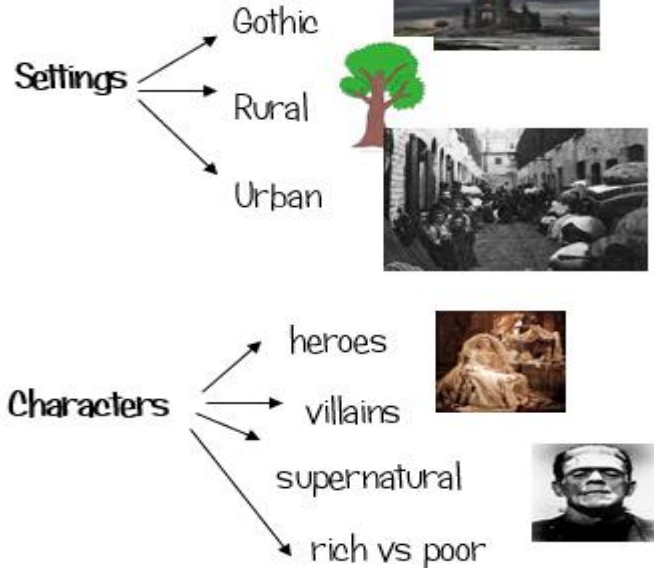 Gothic
Settings
Rural
Urban
heroes
Characters
villains
supernatural
rich vs poor